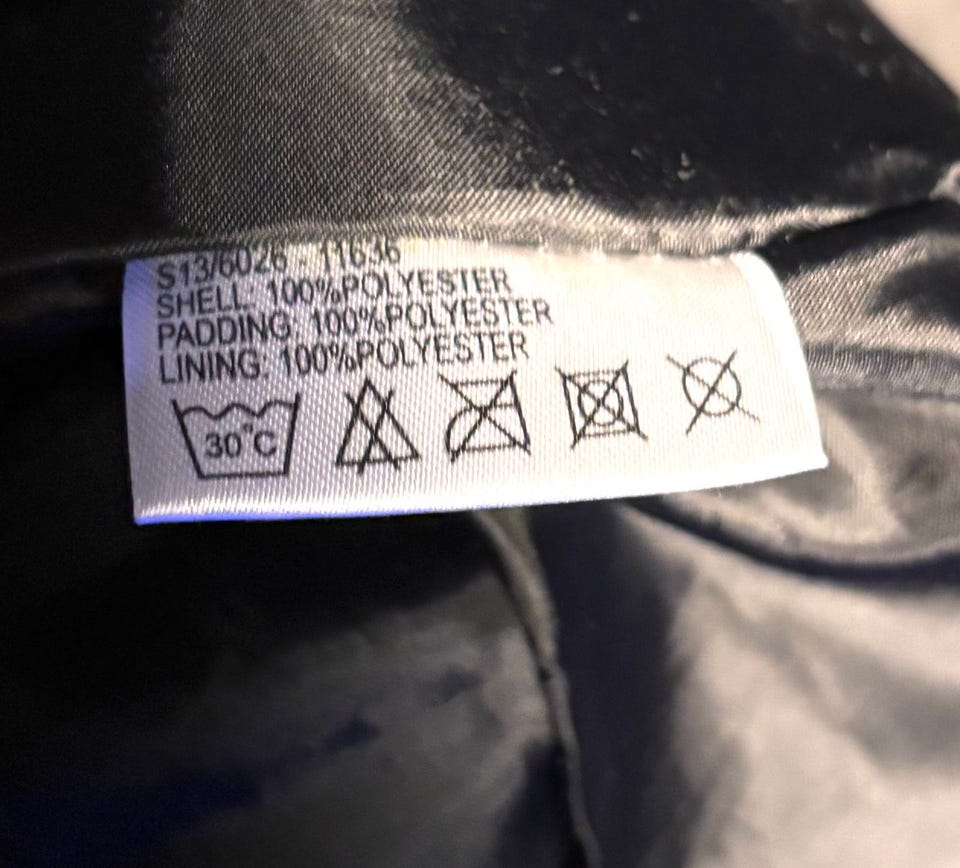 S13/6026 - 11636
SHELL: 100%POLYESTER
PADDING: 100%POLYESTER
LINING: 100%POLYESTER
30°C